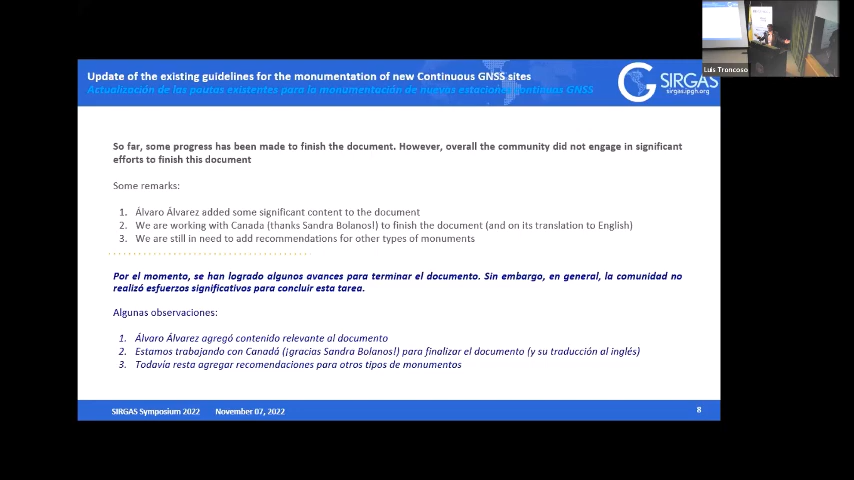 Luis Troncoso
Update of the existing guidelines for the monumentation of new Continuous GNSS sites
Actualización de las pautas existentes para la monumentación de nuevas estaciones continuas GNSS
SIRGAS
sirgas.ipgh.org
So far, some progress has been made to finish the document. However, overall the community did not engage in significant
efforts to finish this document
Some remarks:
1. Álvaro Álvarez added some significant content to the document
2. We are working with Canada (thanks Sandra Bolanos!) to finish the document (and on its translation to English)
3. We are still in need to add recommendations for other types of monuments
Por el momento, se han logrado algunos avances para terminar el documento. Sin embargo, en general, la comunidad no
realizó esfuerzos significativos para concluir esta tarea.
Algunas observaciones:
1. Álvaro Álvarez agregó contenido relevante al documento
2. Estamos trabajando con Canadá (¡gracias Sandra Bolanos!) para finalizar el documento (y su traducción al inglés)
3. Todavía resta agregar recomendaciones para otros tipos de monumentos
SIRGAS Symposium 2022 November 07, 2022
8